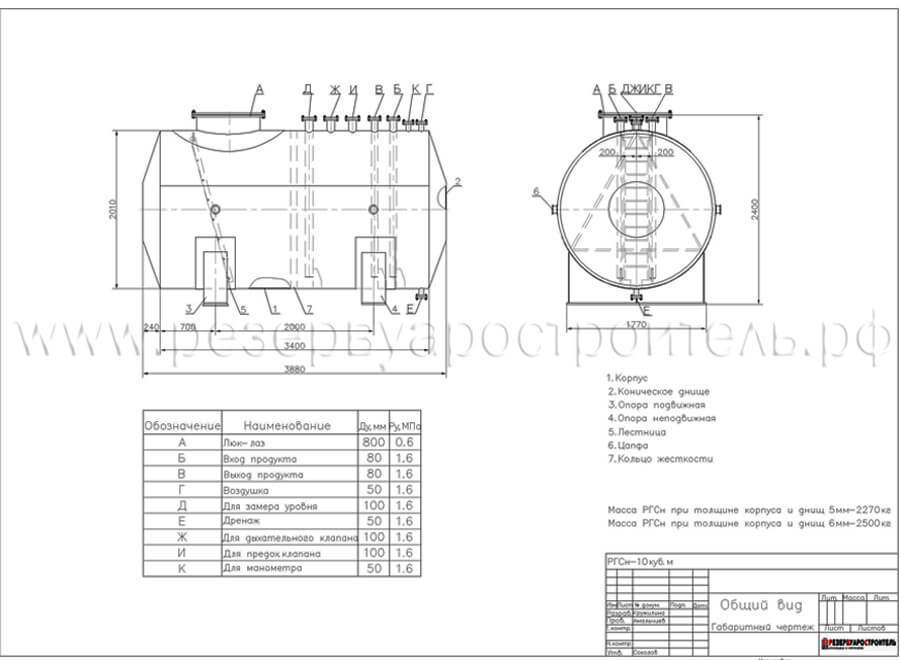 А Д Ж И В Б К Г
А Б ДЖИКГ В
200 200
2
6
2010
2400
3 5 1 7 4 Е
Е
240 700 2000
1770
3400
3880
www.резервуаростроитель.рф
1.Корпус
2.Коническое днище
3.Опора подвижная
4.Опора неподвижная
5.Лестница
6.Цапфа
7.Кольцо жесткости
Обозначение Наименование Ду,мм Ру,МПа
А Люк-лаз 800 0.6
Б Вход продукта 80 1.6
В Выход продукта 80 1.6
Г Воздушка 50 1.6
Д Для замера уровня 100 1.6
Е Дренаж 50 1.6
Ж Для дыхательного клапана 100 1.6
И Для предох.клапана 100 1.6
К Для манометра 50 1.6
Масса РГСн при толщине корпуса и днищ 5мм-2270кг
Масса РГСн при толщине корпуса и днищ 6мм-2500кг
РГСн-10куб.м
Изм Лист № докум. Подп. Дата
Разраб. Кружилина
Пров.
Т.контр.
Н.контр.
Утв. Соколов
Общий вид
Габаритный чертеж
Лит. Масса Лит.
Лист Листов
РЕЗЕРВУАРОСТРОИТЕЛЬ